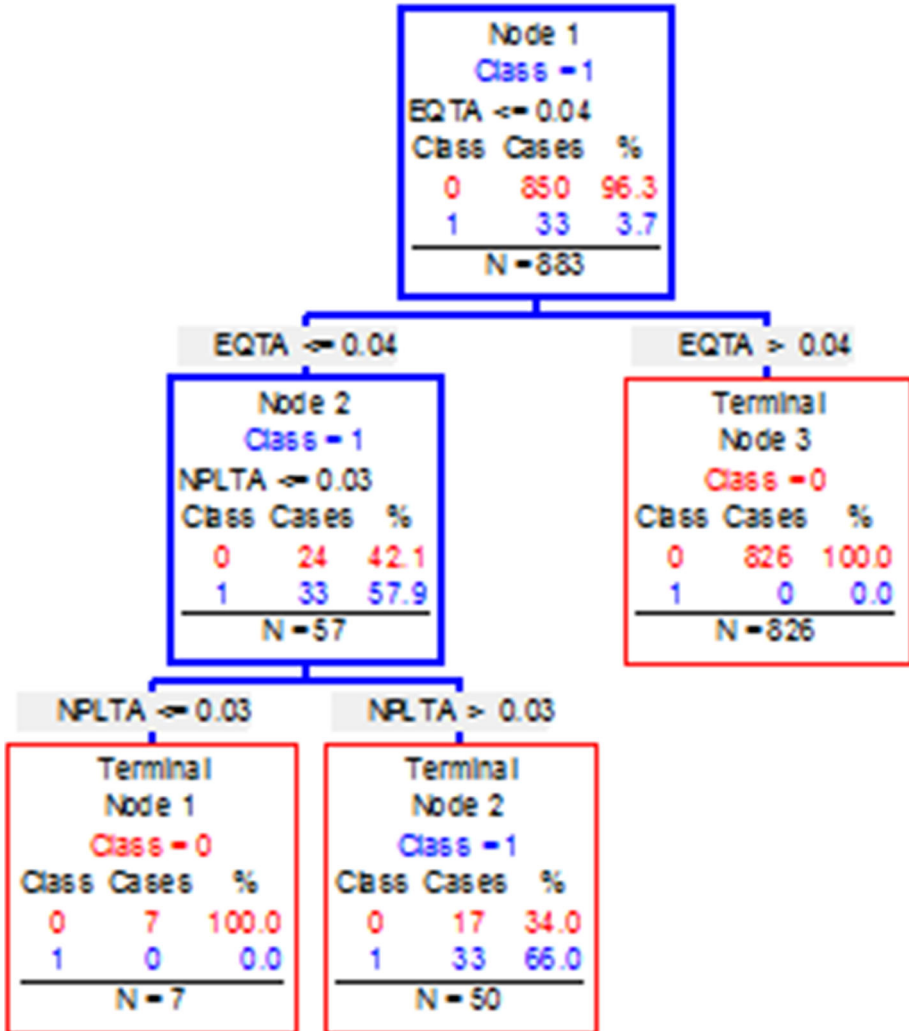 Node 1
Class = 1
EQTA <= 0.04
Class Cases %
0 850 96.3
1 33 3.7
N = 883
EQTA <= 0.04
EQTA > 0.04
Node 2
Class = 1
NPLTA <= 0.03
Class Cases %
0 24 42.1
1 33 57.9
N = 57
Terminal
Node 3
Class = 0
Class Cases %
0 826 100.0
1 0 0.0
N = 826
NPLTA <= 0.03
NPLTA > 0.03
Terminal
Node 1
Class = 0
Class Cases %
0 7 100.0
1 0 0.0
N = 7
Terminal
Node 2
Class = 1
Class Cases %
0 17 34.0
1 33 66.0
N = 50